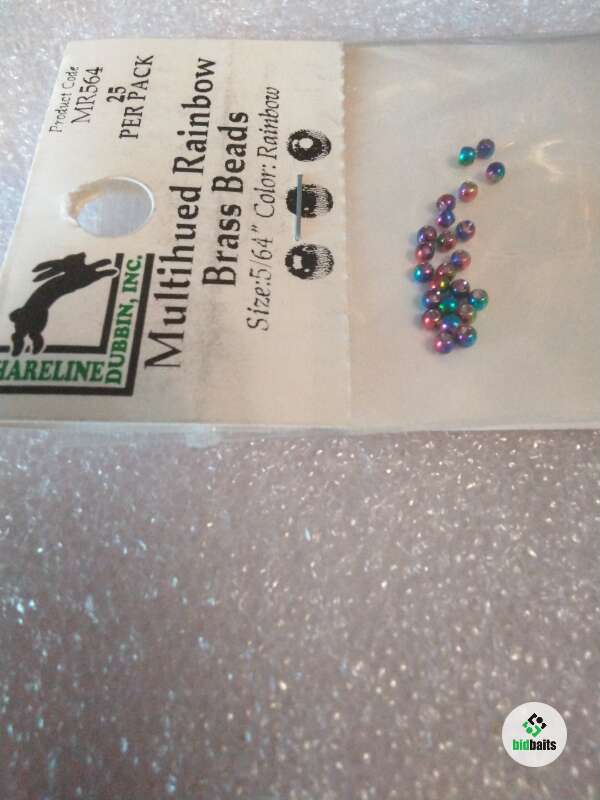 Product Code
MR564
25
PER PACK
Multihued Rainbow
Brass Beads
Size:5/64" Color: Rainbow
HARELINE
DUBBIN, INC.
bidbaits